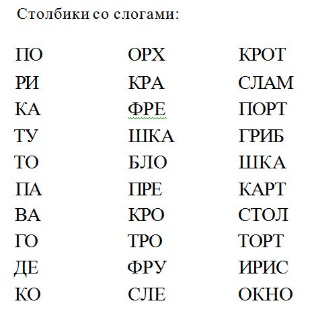 Столбики со слогами:
ПО ОРХ КРОТ
РИ КРА СЛАМ
КА ФРЕ ПОРТ
ТУ ШКА ГРИБ
ТО БЛО ШКА
ПА ПРЕ КАРТ
ВА КРО СТОЛ
ГО ТРО ТОРТ
ДЕ ФРУ ИРИС
КО СЛЕ ОКНО